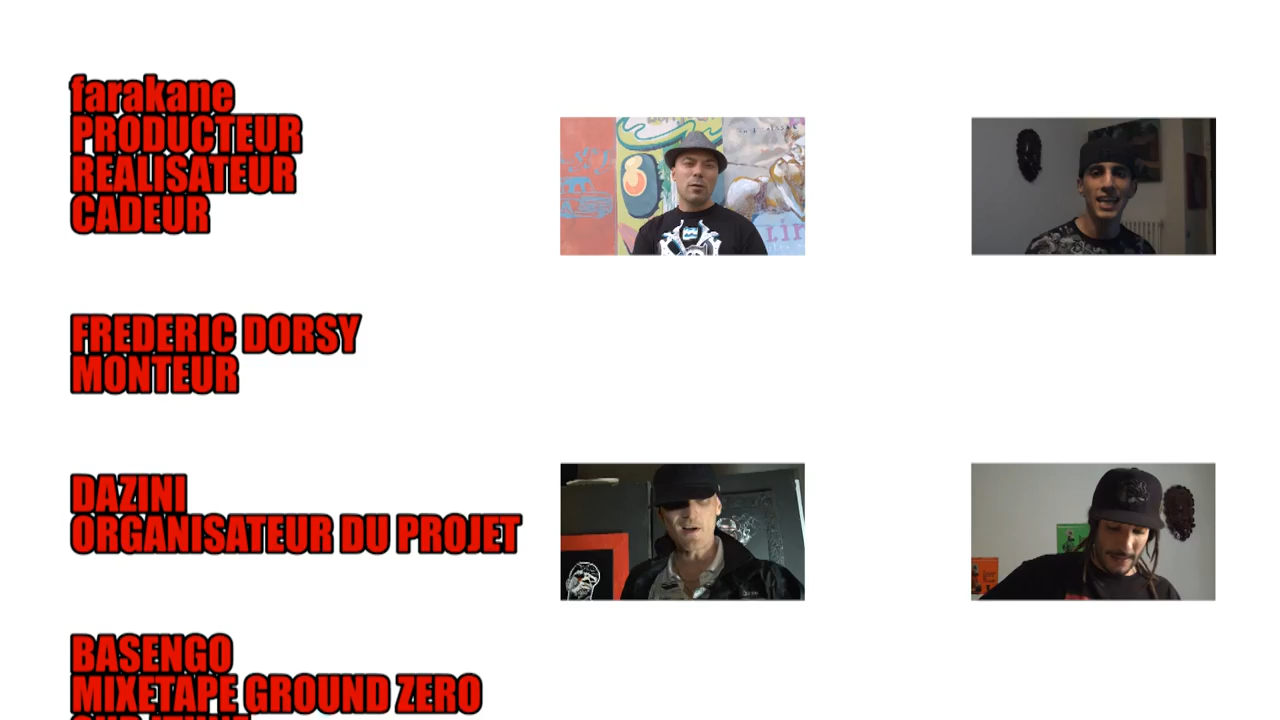 farakane
PRODUCTEUR
REALISATEUR
CADEUR
FREDERIC DORSY
MONTEUR
DAZINI
ORGANISATEUR DU PROJET
BASENGO
MIXETAPE GROUND ZERO